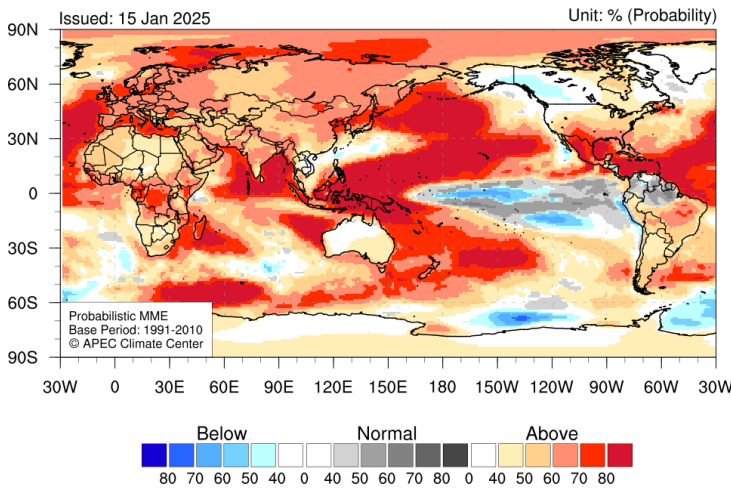 Issued: 15 Jan 2025
Unit: % (Probability)
90N
60N
30N
0
30S
60S
90S
Probabilistic MME
Base Period: 1991-2010
© APEC Climate Center
30W 0 30E 60E 90E 120E 150E 180 150W 120W 90W 60W 30W
Below Normal Above
80 70 60 50 40 0 40 50 60 70 80 0 40 50 60 70 80